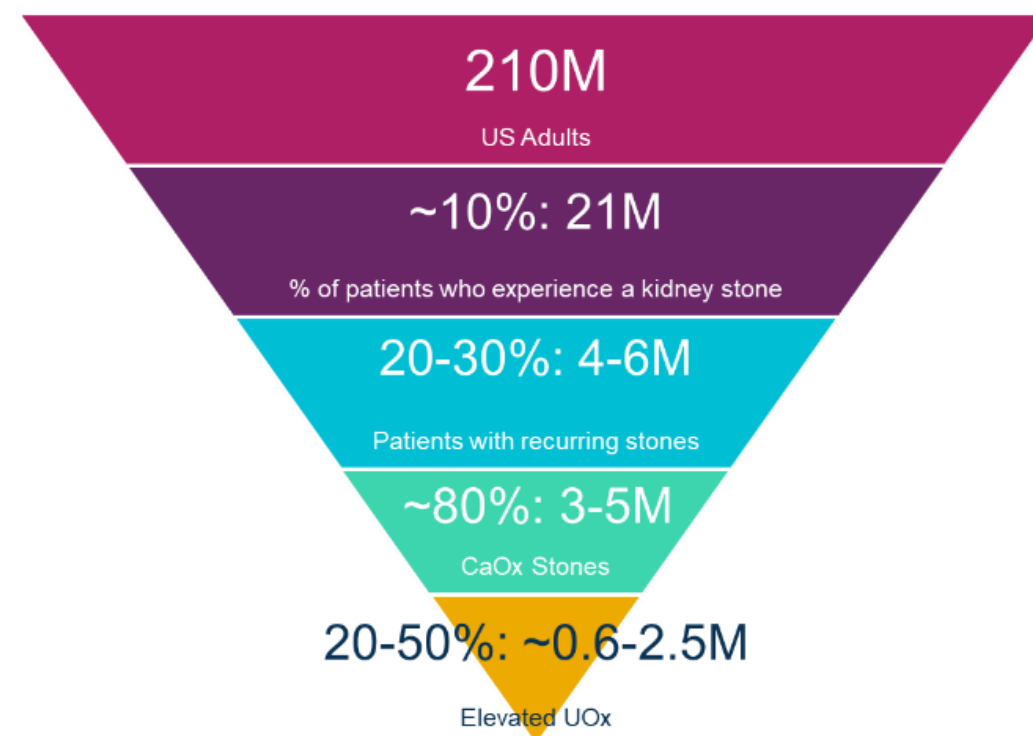 210M
US Adults
~10%: 21M
% of patients who experience a kidney stone
20-30%: 4-6M
Patients with recurring stones
~80%: 3-5M
CaOx Stones
20-50%: ~0.6-2.5M
Elevated UOx